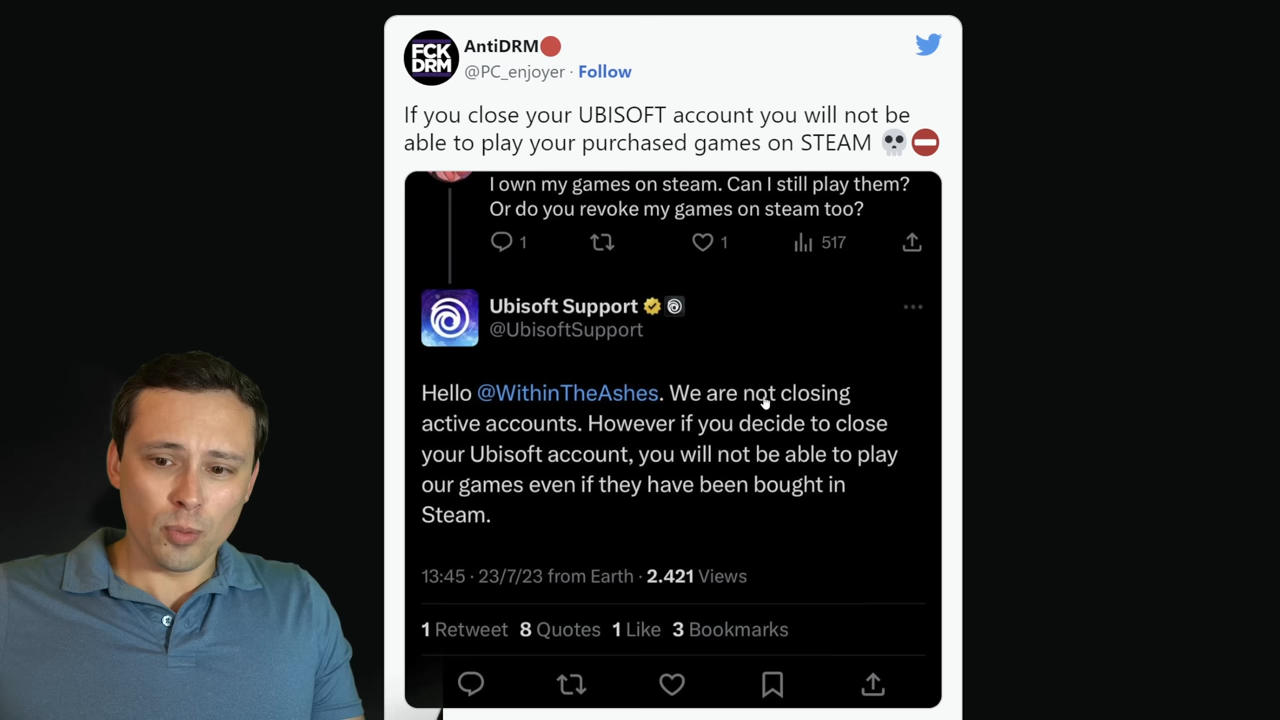 FCK
DRM
AntiDRM🔴
@PC_enjoyer · Follow
If you close your UBISOFT account you will not be
able to play your purchased games on STEAM 💀⛔
I own my games on steam. Can I still play them?
Or do you revoke my games on steam too?
1 1 517
Ubisoft Support
@UbisoftSupport
Hello @WithinTheAshes. We are not closing
active accounts. However if you decide to close
your Ubisoft account, you will not be able to play
our games even if they have been bought in
Steam.
13:45 · 23/7/23 from Earth · 2.421 Views
1 Retweet 8 Quotes 1 Like 3 Bookmarks